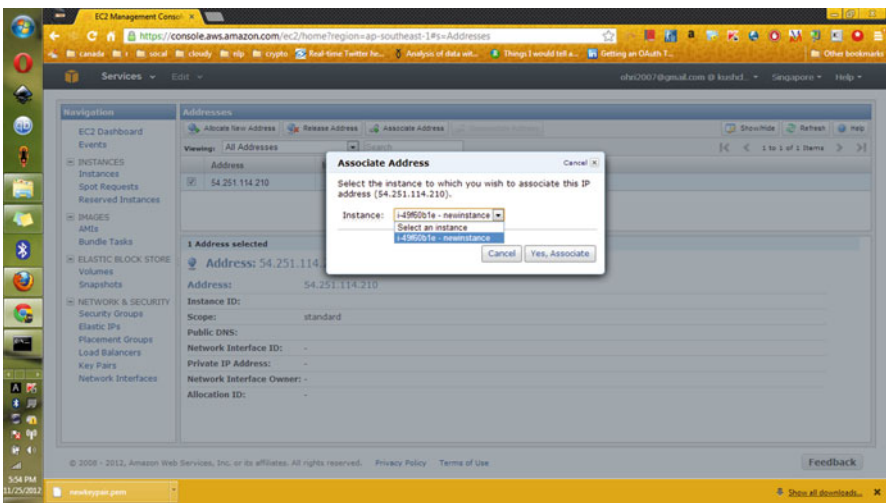 EC2 Management Conso
https://console.aws.amazon.com/ec2/home?region=ap-southeast-1#s=Addresses
canada
social
cloudy
elp
crypto
Real-time Twitter he...
Analysis of data wit...
Things I would tell a...
Getting an OAuth T...
Other bookmarks
Services
Edit
ohri2007@gmail.com @
Singapore
Help
Navigation
EC2 Dashboard
Events
INSTANCES
Instances
Spot Requests
Reserved Instances
IMAGES
AMIs
Bundle Tasks
ELASTIC BLOCK STORE
Volumes
Snapshots
NETWORK & SECURITY
Security Groups
Elastic IPs
Placement Groups
Load Balancers
Key Pairs
Network Interfaces
Addresses
Allocate New Address
Release Address
Associate Address
Show/Hide
Refresh
Help
Viewing: All Addresses
Search
1 to 1 of 1 Items
Address
54.251.114.210
Associate Address
Cancel
Select the instance to which you wish to associate this IP
address (54.251.114.210).
Instance: i-49f60b1e - newinstance
Select an instance
i-49f60b1e - newinstance
Cancel
Yes, Associate
1 Address selected
Address: 54.251.114.
Address: 54.251.114.210
Instance ID:
Scope: standard
Public DNS:
Network Interface ID: -
Private IP Address: -
Network Interface Owner: -
Allocation ID: -
© 2008 - 2012, Amazon Web Services, Inc. or its affiliates. All rights reserved. Privacy Policy Terms of Use
Feedback
5:54 PM
11/25/2012
newkeypair.pem
Show all downloads...